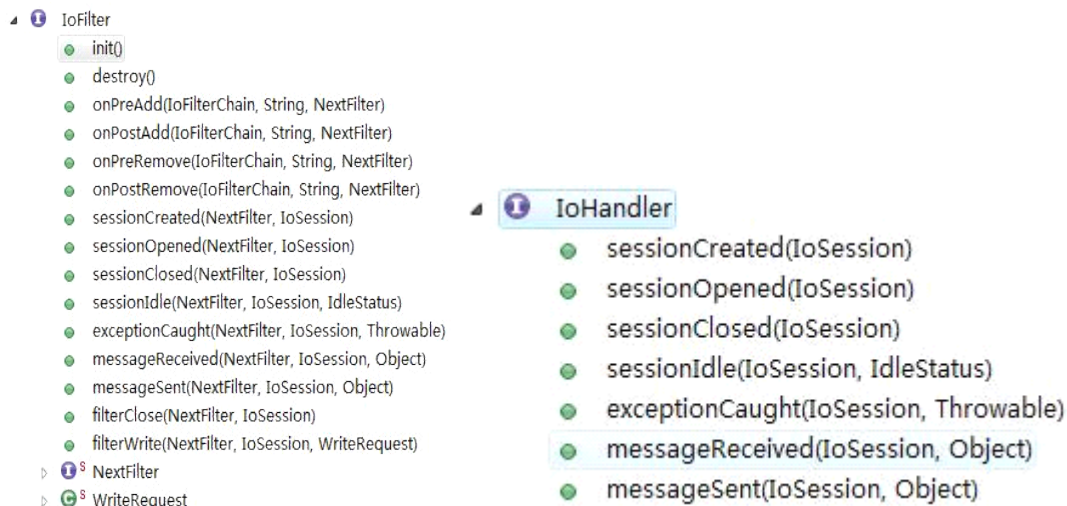 IoFilter
init()
destroy()
onPreAdd(IoFilterChain, String, NextFilter)
onPostAdd(IoFilterChain, String, NextFilter)
onPreRemove(IoFilterChain, String, NextFilter)
onPostRemove(IoFilterChain, String, NextFilter)
sessionCreated(NextFilter, IoSession)
sessionOpened(NextFilter, IoSession)
sessionClosed(NextFilter, IoSession)
sessionIdle(NextFilter, IoSession, IdleStatus)
exceptionCaught(NextFilter, IoSession, Throwable)
messageReceived(NextFilter, IoSession, Object)
messageSent(NextFilter, IoSession, Object)
filterClose(NextFilter, IoSession)
filterWrite(NextFilter, IoSession, WriteRequest)
S NextFilter
S WriteRequest
IoHandler
sessionCreated(IoSession)
sessionOpened(IoSession)
sessionClosed(IoSession)
sessionIdle(IoSession, IdleStatus)
exceptionCaught(IoSession, Throwable)
messageReceived(IoSession, Object)
messageSent(IoSession, Object)